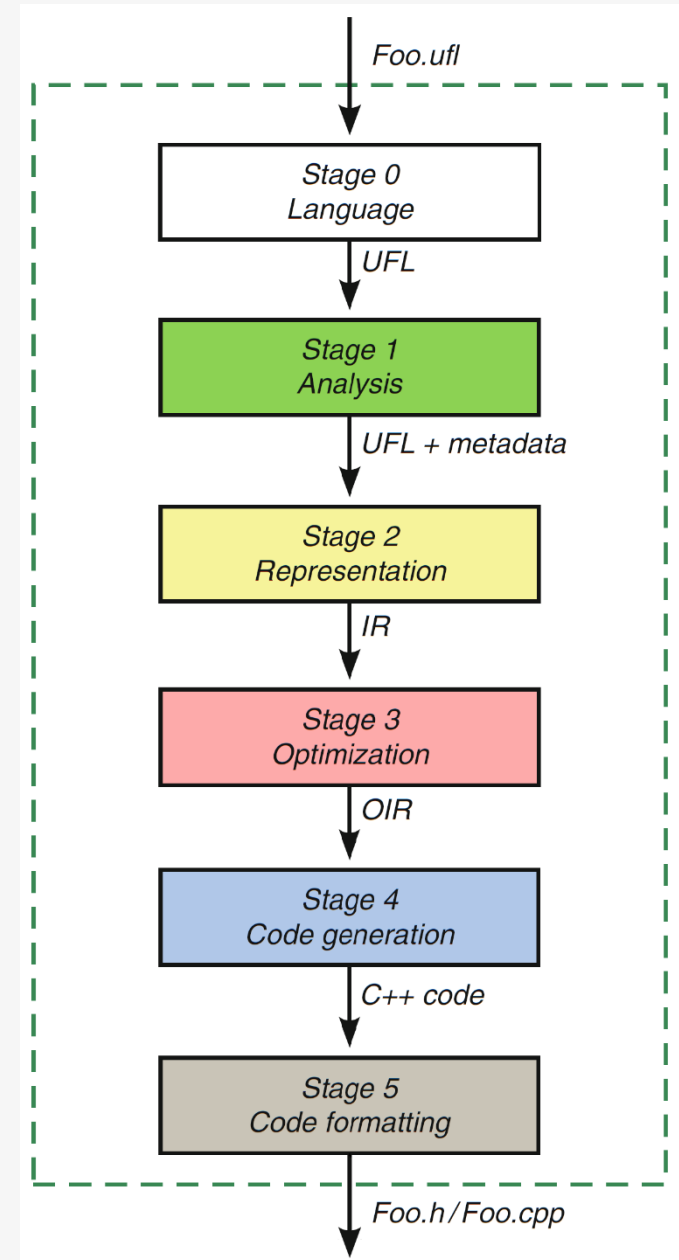 Foo.ufl
Stage 0
Language
UFL
Stage 1
Analysis
UFL + metadata
Stage 2
Representation
IR
Stage 3
Optimization
OIR
Stage 4
Code generation
C++ code
Stage 5
Code formatting
Foo.h/Foo.cpp